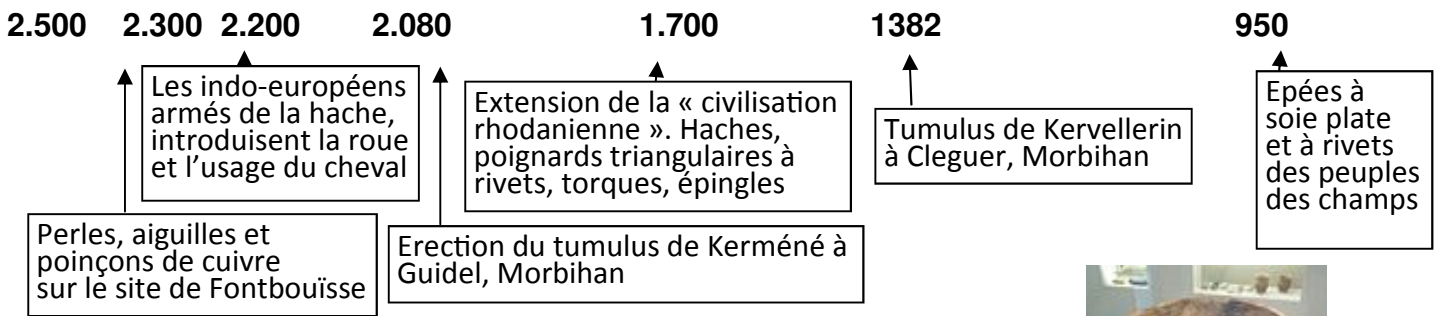 2.500 2.300 2.200 2.080 1.700 1382 950
Les indo-européens
armés de la hache,
introduisent la roue
et l’usage du cheval
Extension de la « civilisation
rhodanienne ». Haches,
poignards triangulaires à
rivets, torques, épingles
Tumulus de Kervellerin
à Cleguer, Morbihan
Epées à
soie plate
et à rivets
des peuples
des champs
Perles, aiguilles et
poinçons de cuivre
sur le site de Fontbouïsse
Erection du tumulus de Kerméné à
Guidel, Morbihan